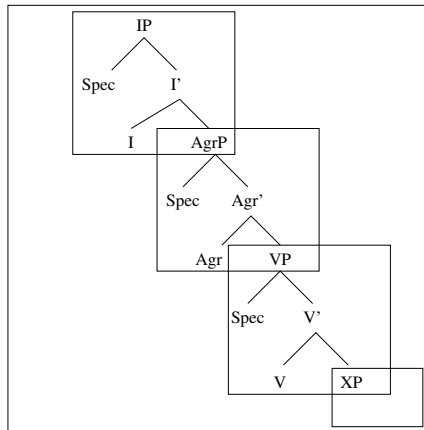 IP
Spec I’
I AgrP
Spec Agr’
Agr VP
Spec V’
V XP